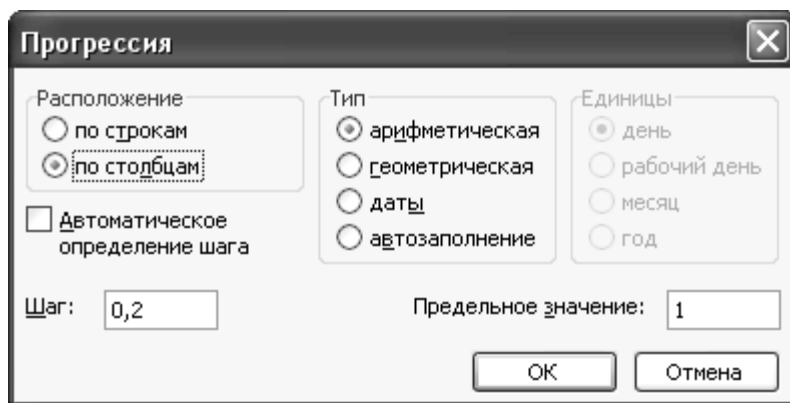 Прогрессия
Расположение
по строкам
по столбцам
Автоматическое
определение шага
Тип
арифметическая
геометрическая
даты
автозаполнение
Единицы
день
рабочий день
месяц
год
Шаг: 0,2
Предельное значение: 1
ОК
Отмена